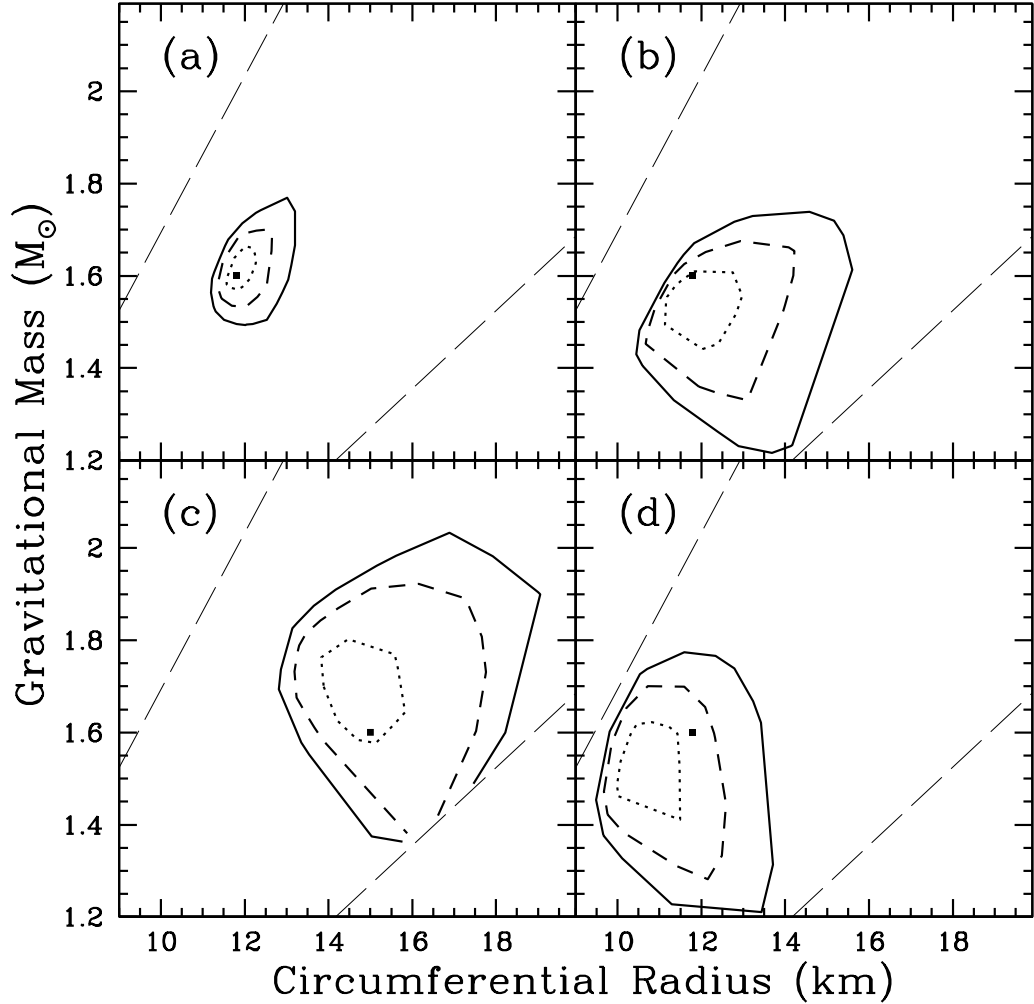 (a)
(b)
2
1.8
1.6
1.4
1.2
(c)
(d)
2
1.8
1.6
1.4
1.2
10 12 14 16 18 10 12 14 16 18
Gravitational Mass (M☉)
Circumferential Radius (km)